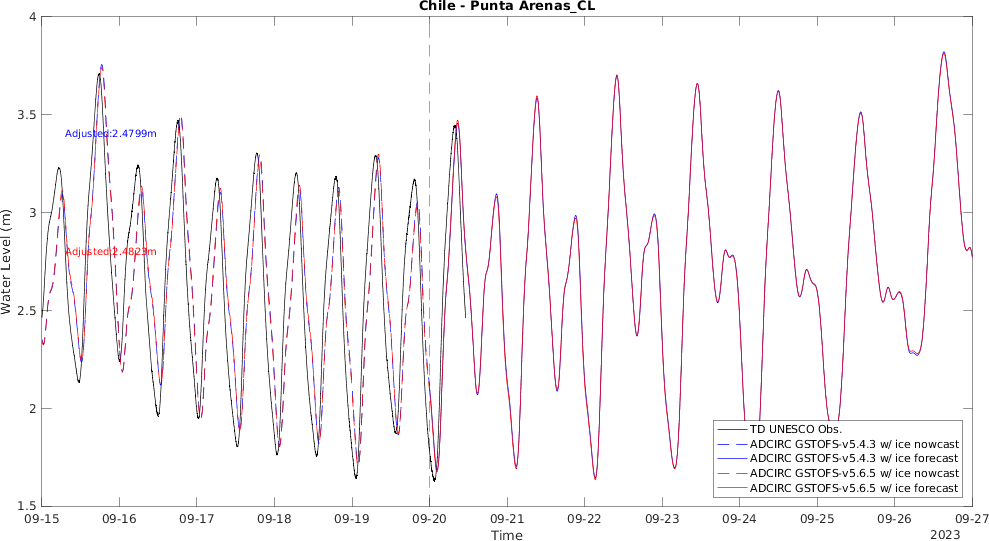 Chile - Punta Arenas_CL
4
3.5
3
2.5
2
1.5
Water Level (m)
Adjusted:2.4799m
Adjusted:2.4823m
TD UNESCO Obs.
ADCIRC GSTOFS-v5.4.3 w/ ice nowcast
ADCIRC GSTOFS-v5.4.3 w/ ice forecast
ADCIRC GSTOFS-v5.6.5 w/ ice nowcast
ADCIRC GSTOFS-v5.6.5 w/ ice forecast
09-15 09-16 09-17 09-18 09-19 09-20 09-21 09-22 09-23 09-24 09-25 09-26 09-27
Time
2023